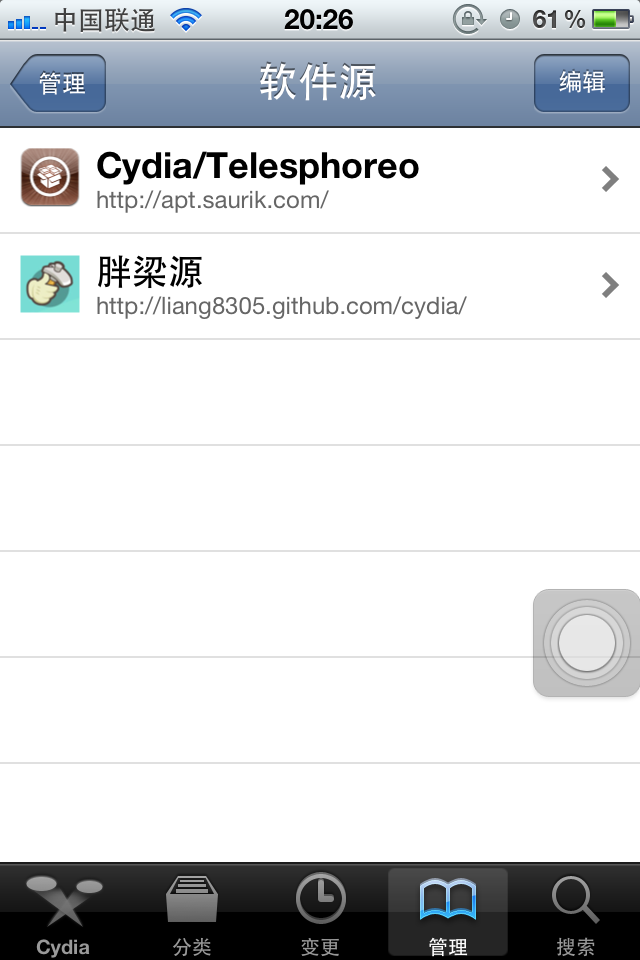 中国联通 20:26 61%
管理 软件源 编辑
Cydia/Telesphoreo
http://apt.saurik.com/
胖梁源
http://liang8305.github.com/cydia/
Cydia 分类 变更 管理 搜索